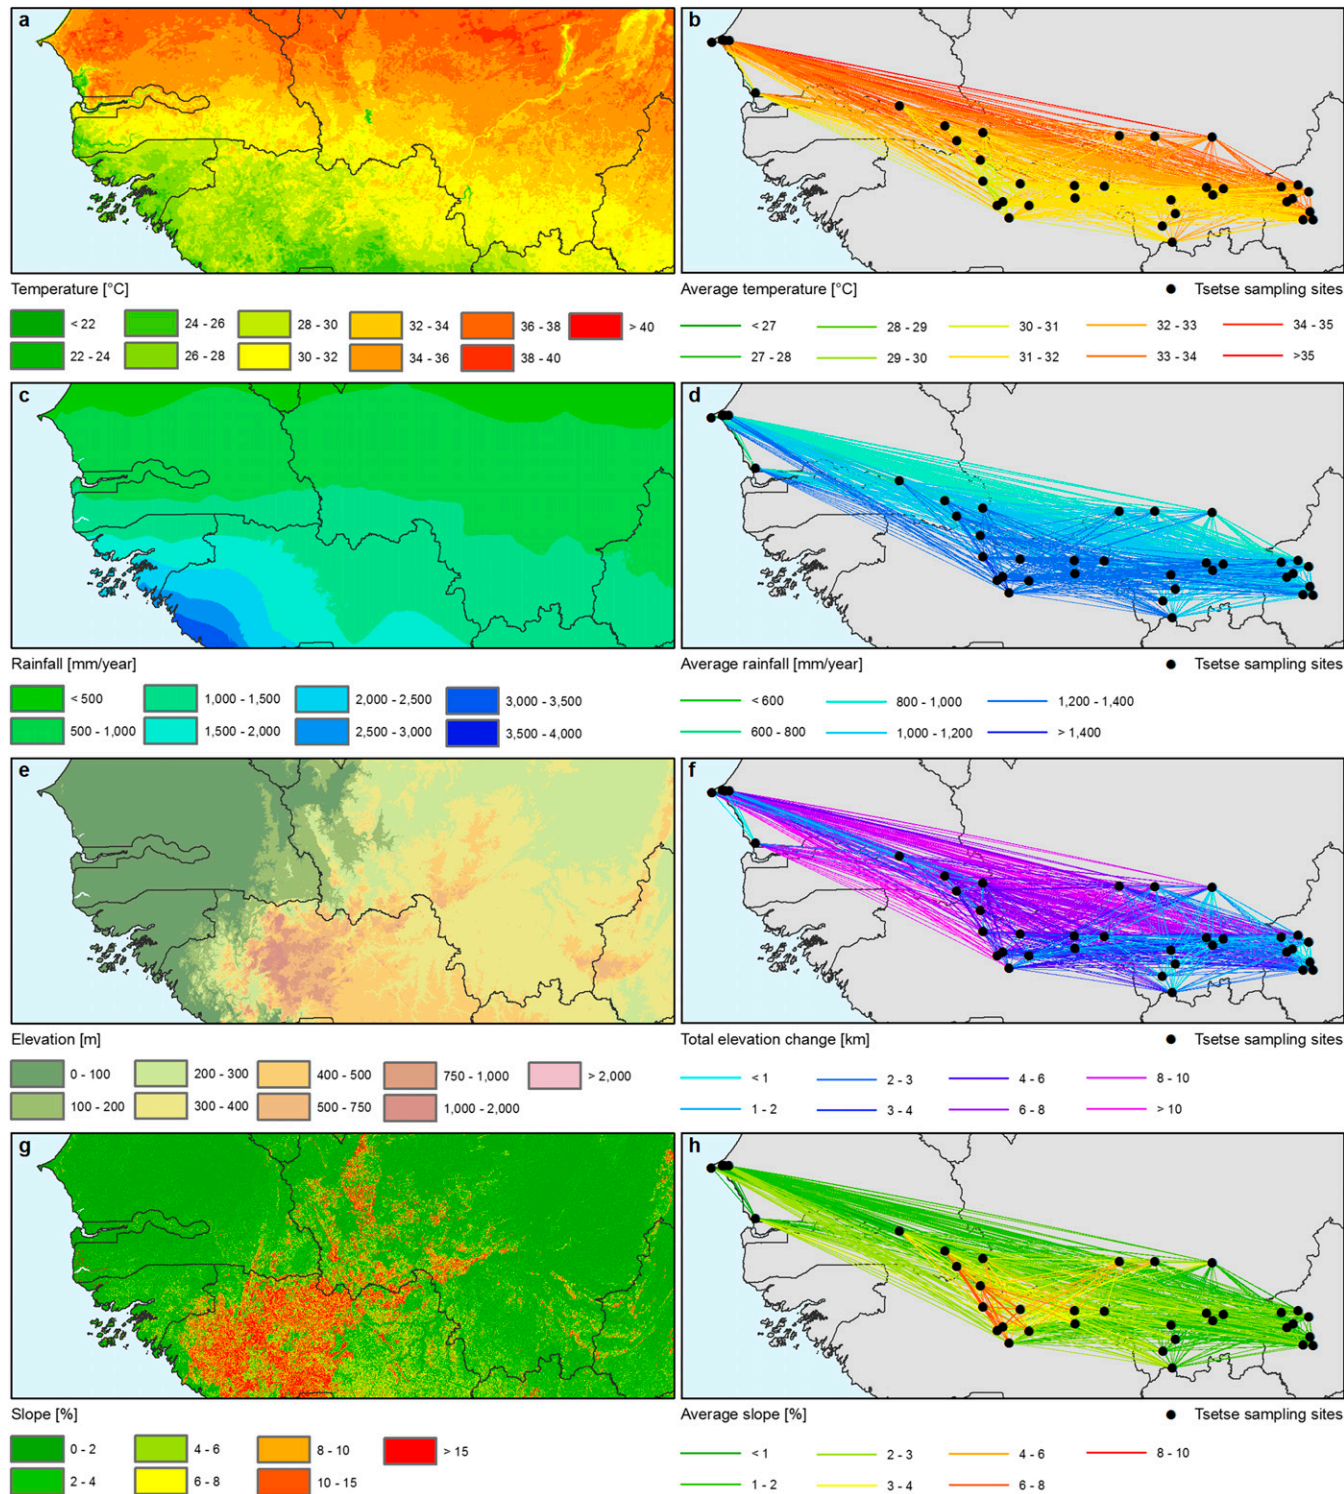 a
b
Temperature [°C]
< 22
24 - 26
28 - 30
32 - 34
36 - 38
> 40
22 - 24
26 - 28
30 - 32
34 - 36
38 - 40
Average temperature [°C]
Tsetse sampling sites
< 27
28 - 29
30 - 31
32 - 33
34 - 35
27 - 28
29 - 30
31 - 32
33 - 34
>35
c
d
Rainfall [mm/year]
< 500
1,000 - 1,500
2,000 - 2,500
3,000 - 3,500
500 - 1,000
1,500 - 2,000
2,500 - 3,000
3,500 - 4,000
Average rainfall [mm/year]
Tsetse sampling sites
< 600
800 - 1,000
1,200 - 1,400
600 - 800
1,000 - 1,200
> 1,400
e
f
Elevation [m]
0 - 100
200 - 300
400 - 500
750 - 1,000
> 2,000
100 - 200
300 - 400
500 - 750
1,000 - 2,000
Total elevation change [km]
Tsetse sampling sites
< 1
2 - 3
4 - 6
8 - 10
1 - 2
3 - 4
6 - 8
> 10
g
h
Slope [%]
0 - 2
4 - 6
8 - 10
> 15
2 - 4
6 - 8
10 - 15
Average slope [%]
Tsetse sampling sites
< 1
2 - 3
4 - 6
8 - 10
1 - 2
3 - 4
6 - 8